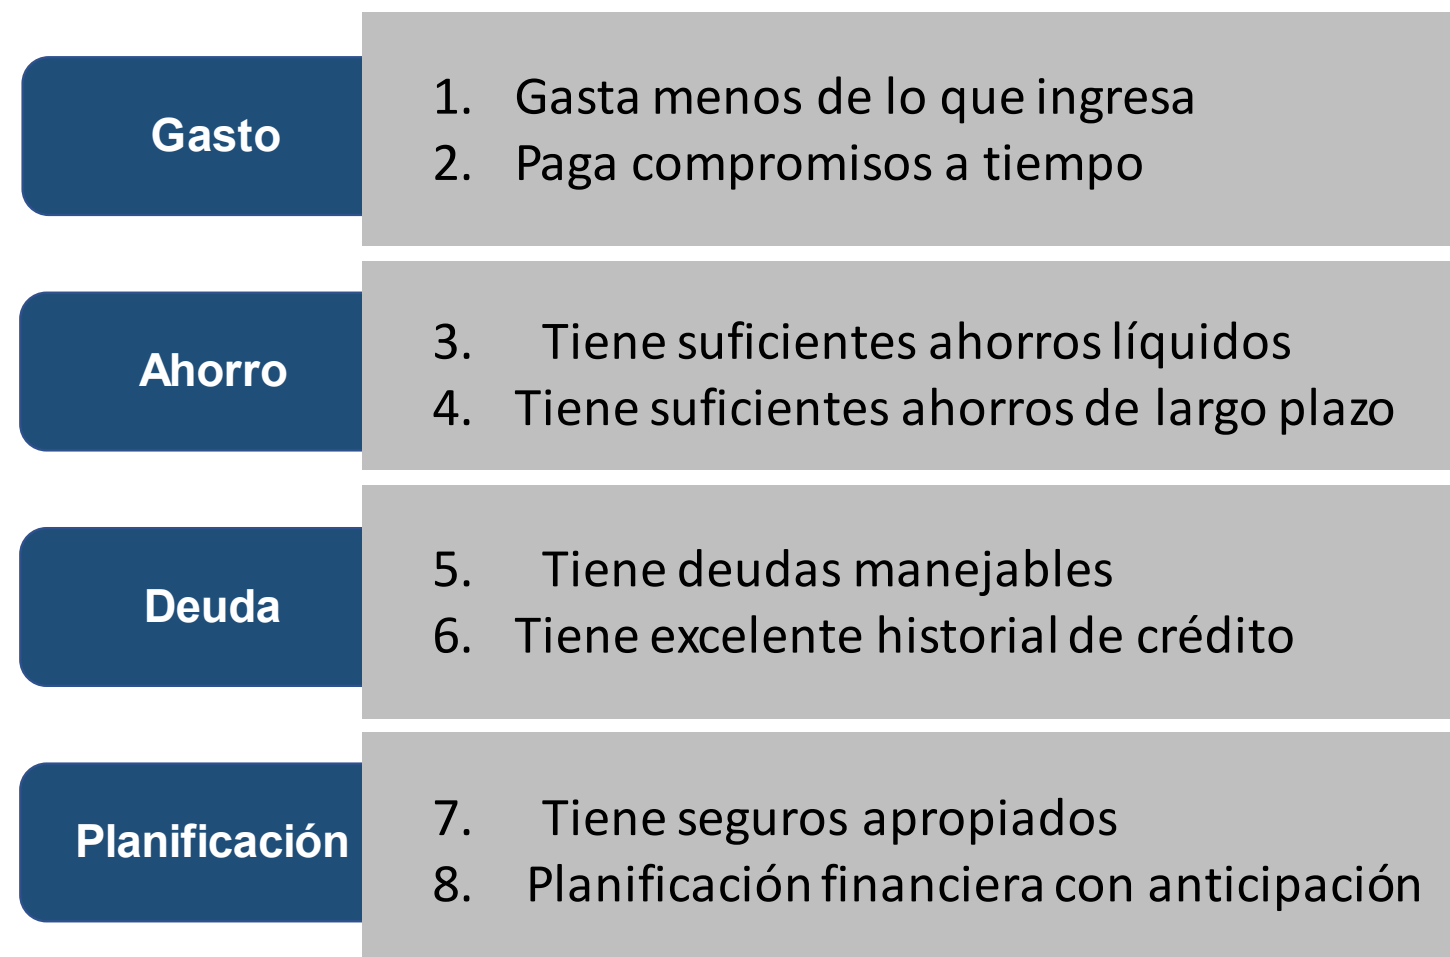 Gasto
1. Gasta menos de lo que ingresa
2. Paga compromisos a tiempo
Ahorro
3. Tiene suficientes ahorros líquidos
4. Tiene suficientes ahorros de largo plazo
Deuda
5. Tiene deudas manejables
6. Tiene excelente historial de crédito
Planificación
7. Tiene seguros apropiados
8. Planificación financiera con anticipación